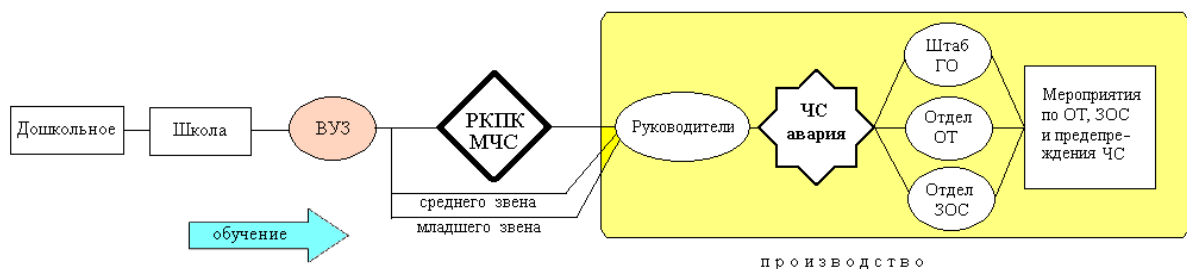 Дошкольное
Школа
ВУЗ
РКПК
МЧС
среднего звена
младшего звена
обучение
Руководители
ЧС
авария
Штаб
ГО
Отдел
ОТ
Отдел
ЗОС
Мероприятия
по ОТ, ЗОС
и предепре-
ждения ЧС
производство